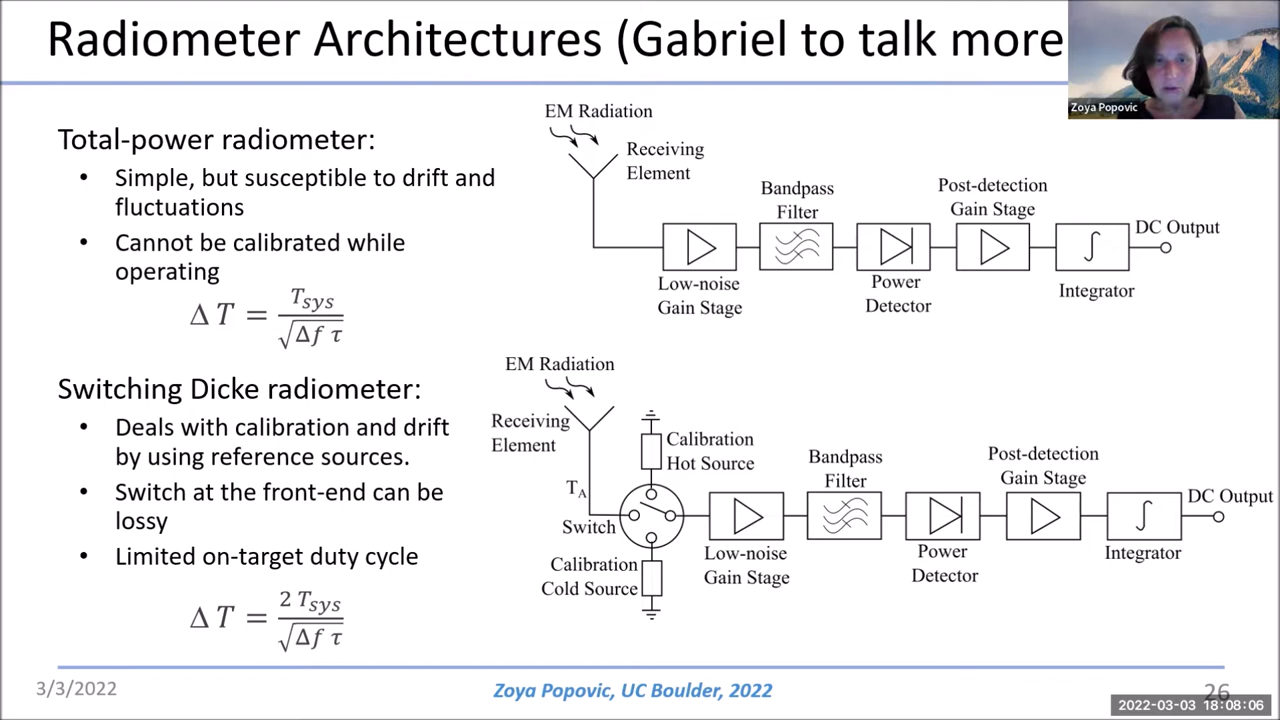 Radiometer Architectures (Gabriel to talk more
Zoya Popovic
Total-power radiometer:
• Simple, but susceptible to drift and
fluctuations
• Cannot be calibrated while
operating
Δ T = T_sys / √(Δf τ)
EM Radiation
Receiving
Element
Low-noise
Gain Stage
Bandpass
Filter
Power
Detector
Post-detection
Gain Stage
Integrator
DC Output
Switching Dicke radiometer:
• Deals with calibration and drift
by using reference sources.
• Switch at the front-end can be
lossy
• Limited on-target duty cycle
Δ T = 2 T_sys / √(Δf τ)
EM Radiation
Receiving
Element
T_A
Switch
Calibration
Hot Source
Calibration
Cold Source
Low-noise
Gain Stage
Bandpass
Filter
Power
Detector
Post-detection
Gain Stage
Integrator
DC Output
3/3/2022
Zoya Popovic, UC Boulder, 2022
26
2022-03-03 18:08:06